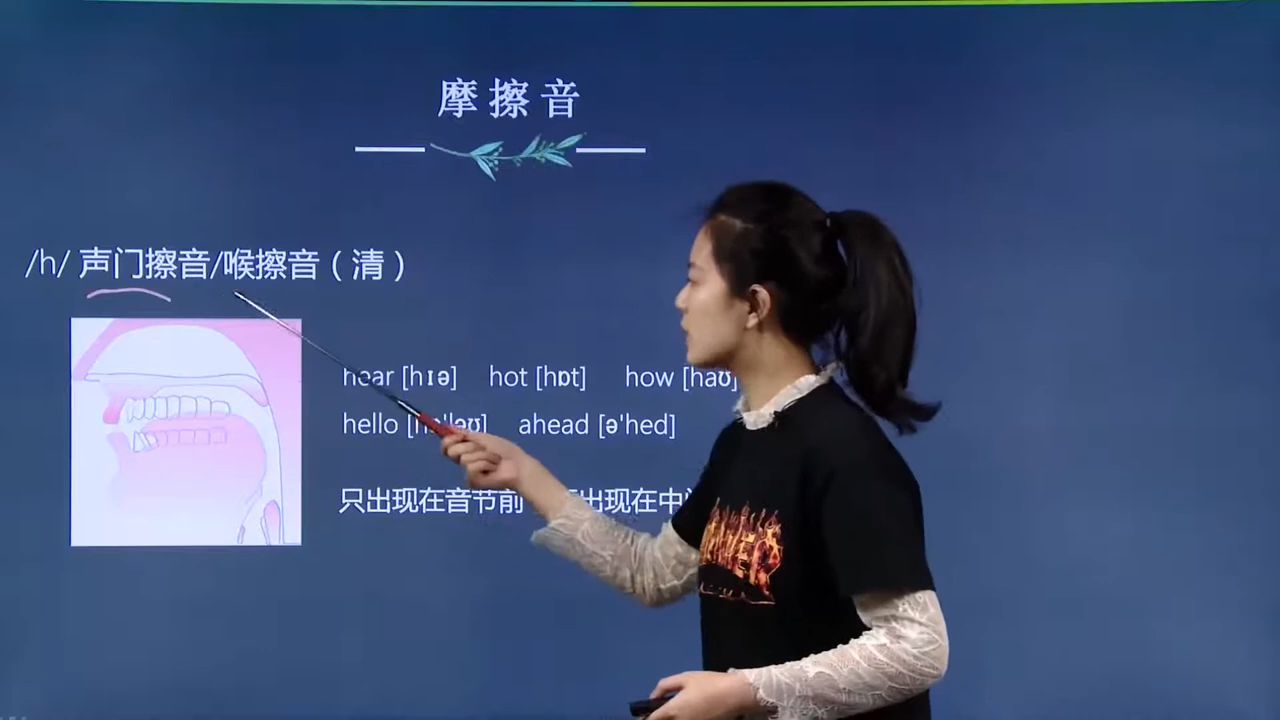 摩擦音
/h/ 声门擦音/喉擦音（清）
hear [hɪə] hot [hɒt] how [haʊ]
hello ahead [ə'hed]
只出现在音节前 出现在中